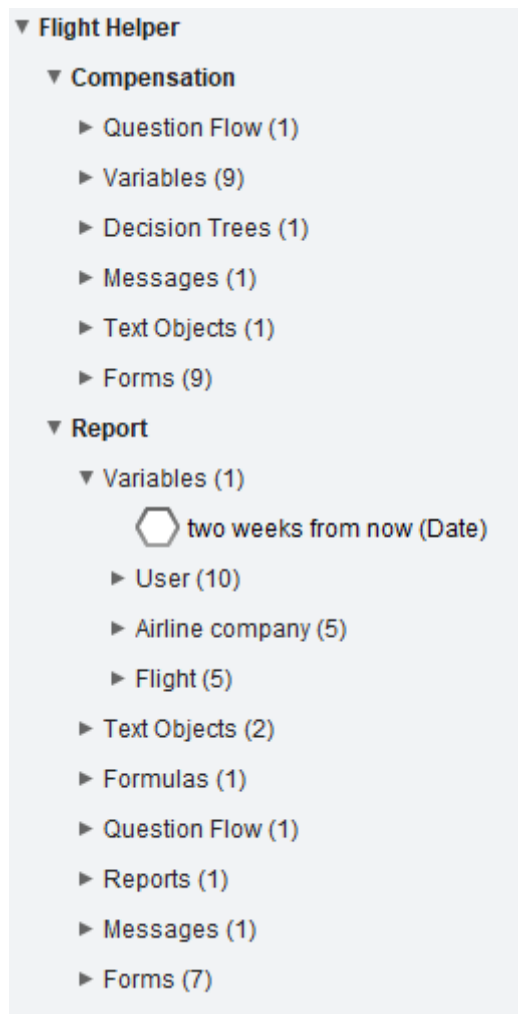 Flight Helper
Compensation
Question Flow (1)
Variables (9)
Decision Trees (1)
Messages (1)
Text Objects (1)
Forms (9)
Report
Variables (1)
two weeks from now (Date)
User (10)
Airline company (5)
Flight (5)
Text Objects (2)
Formulas (1)
Question Flow (1)
Reports (1)
Messages (1)
Forms (7)